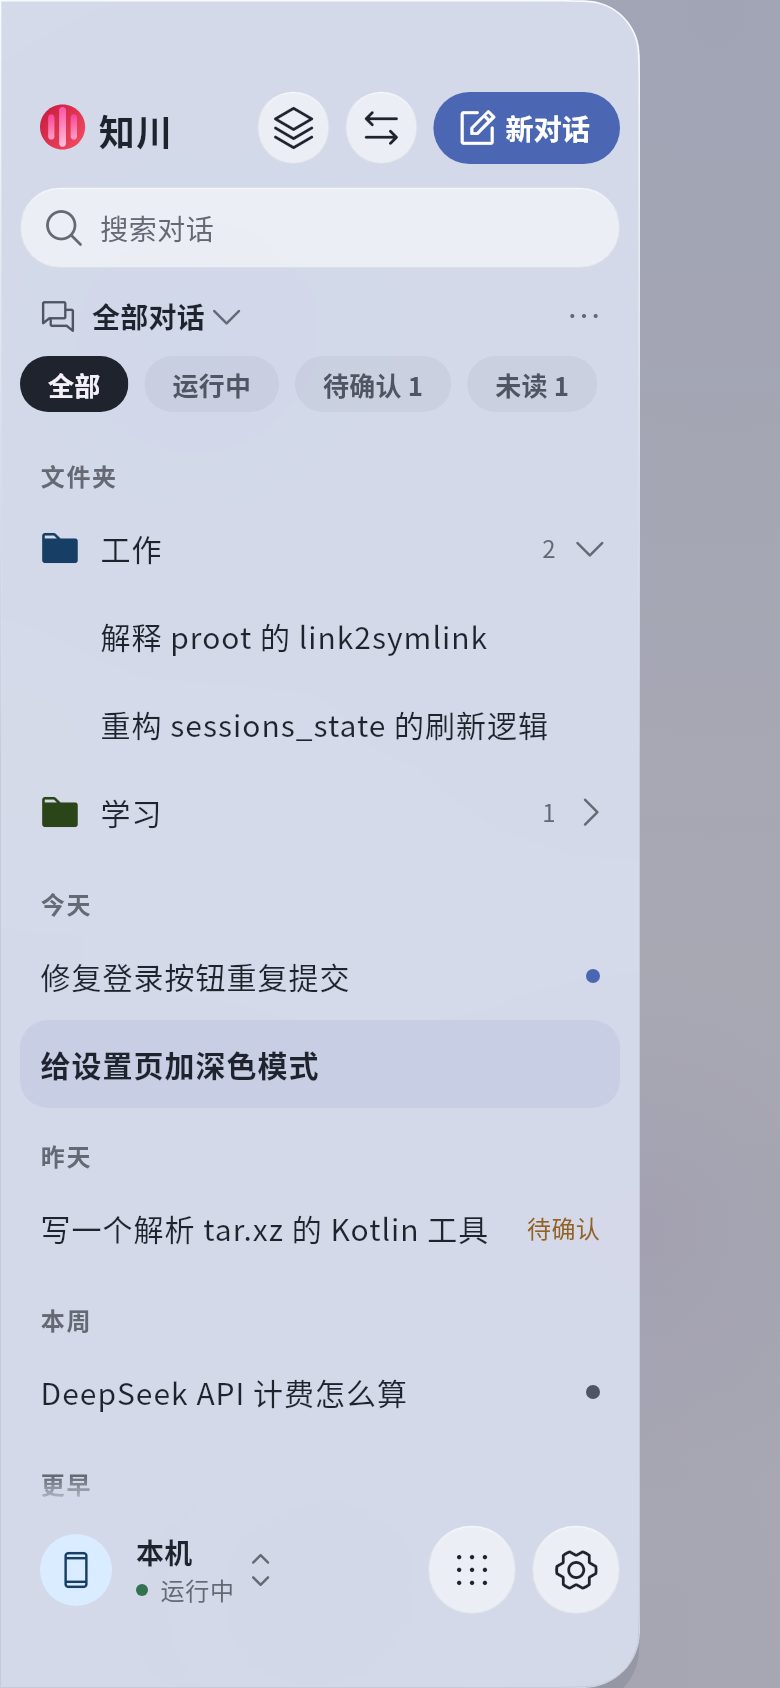 知川
新对话
搜索对话
全部对话
全部 运行中 待确认 1 未读 1
文件夹
工作 2
解释 proot 的 link2symlink
重构 sessions_state 的刷新逻辑
学习 1
今天
修复登录按钮重复提交
给设置页加深色模式
昨天
写一个解析 tar.xz 的 Kotlin 工具 待确认
本周
DeepSeek API 计费怎么算
更早
本机
运行中